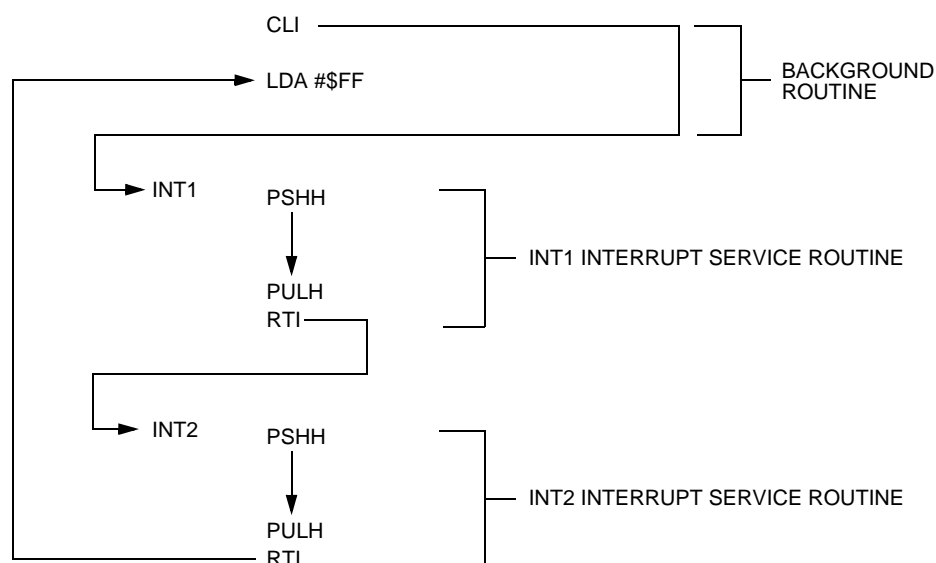 CLI
LDA #$FF
BACKGROUND
ROUTINE
INT1
PSHH
INT1 INTERRUPT SERVICE ROUTINE
PULH
RTI
INT2
PSHH
INT2 INTERRUPT SERVICE ROUTINE
PULH
RTI